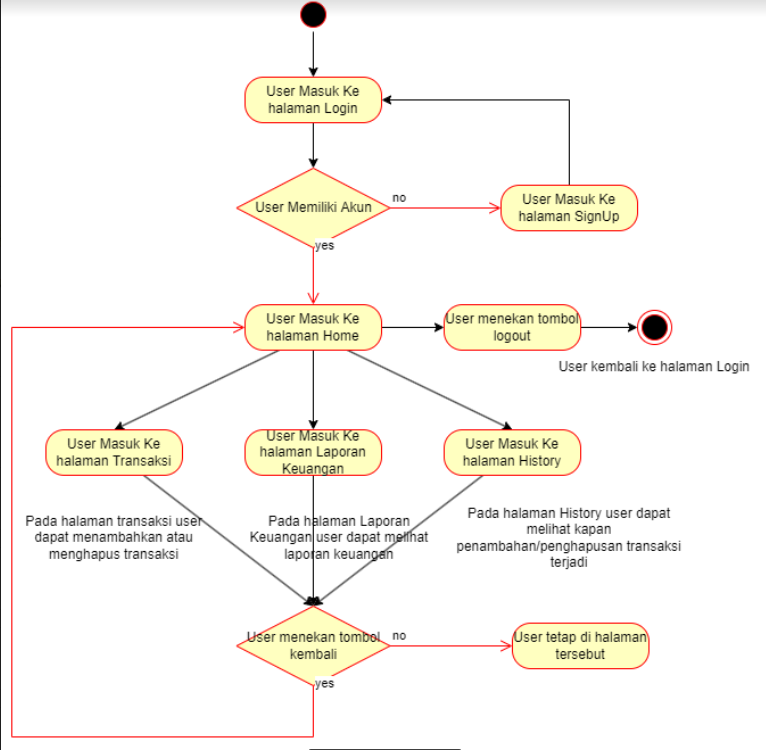 User Masuk Ke
halaman Login
User Memiliki Akun
no
User Masuk Ke
halaman SignUp
yes
User Masuk Ke
halaman Home
User menekan tombol
logout
User kembali ke halaman Login
User Masuk Ke
halaman Transaksi
User Masuk Ke
halaman Laporan
Keuangan
User Masuk Ke
halaman History
Pada halaman transaksi user
dapat menambahkan atau
menghapus transaksi
Pada halaman Laporan
Keuangan user dapat melihat
laporan keuangan
Pada halaman History user dapat
melihat kapan
penambahan/penghapusan transaksi
terjadi
User menekan tombol
kembali
no
User tetap di halaman
tersebut
yes